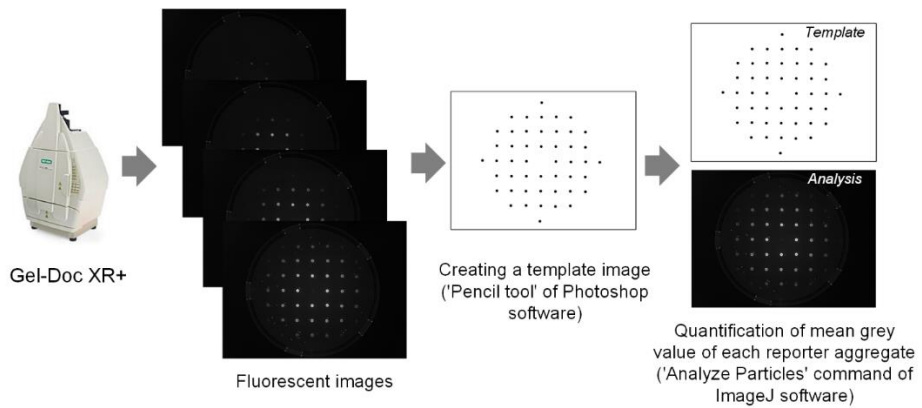 Gel-Doc XR+
Fluorescent images
Creating a template image
('Pencil tool' of Photoshop
software)
Template
Analysis
Quantification of mean grey
value of each reporter aggregate
('Analyze Particles' command of
ImageJ software)